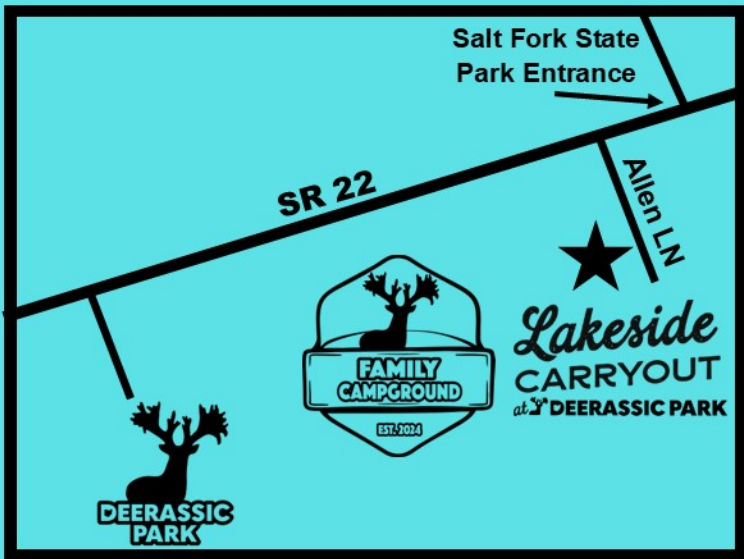 Salt Fork State
Park Entrance
SR 22
Allen LN
FAMILY
CAMPGROUND
EST. 2024
Lakeside
CARRYOUT
at DEERASSIC PARK
DEERASSIC
PARK